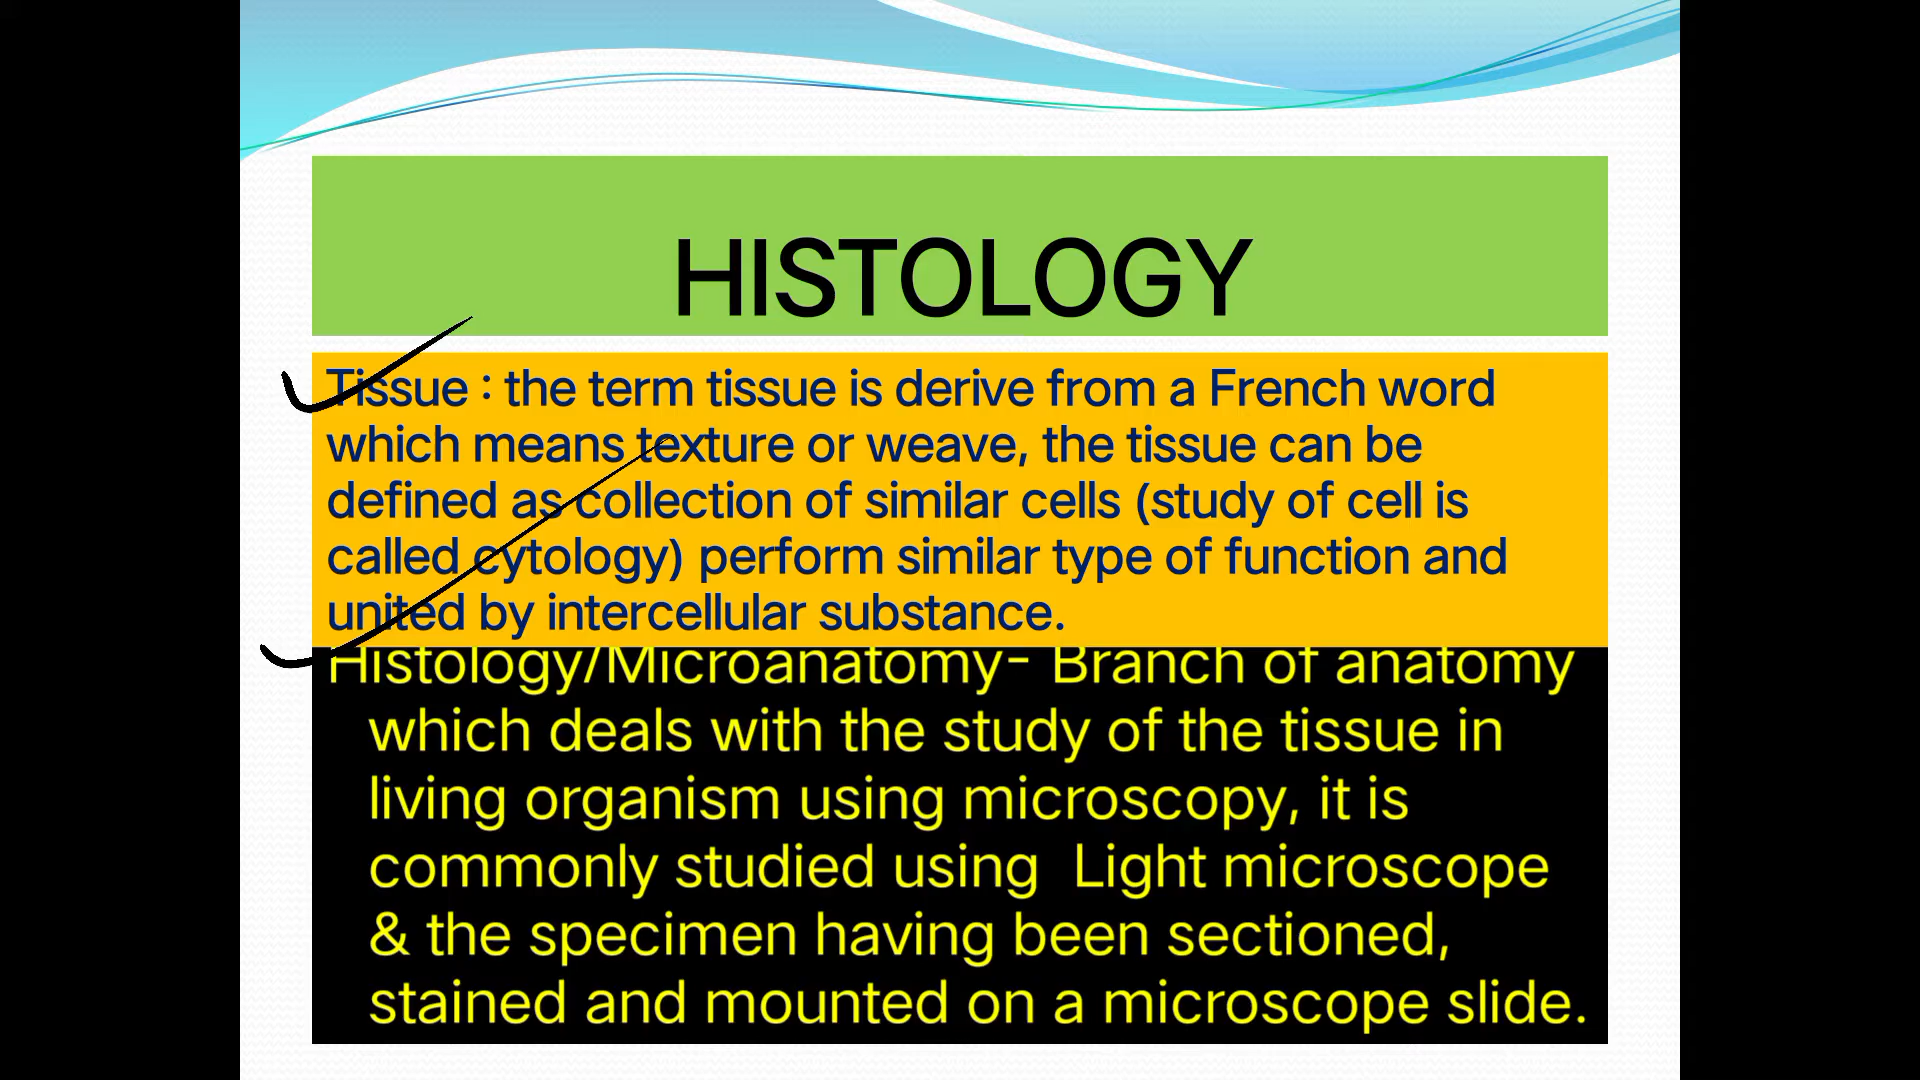 HISTOLOGY
Tissue : the term tissue is derive from a French word
which means texture or weave, the tissue can be
defined as collection of similar cells (study of cell is
called cytology) perform similar type of function and
united by intercellular substance.
Histology/Microanatomy- Branch of anatomy
which deals with the study of the tissue in
living organism using microscopy, it is
commonly studied using  Light microscope
& the specimen having been sectioned,
stained and mounted on a microscope slide.